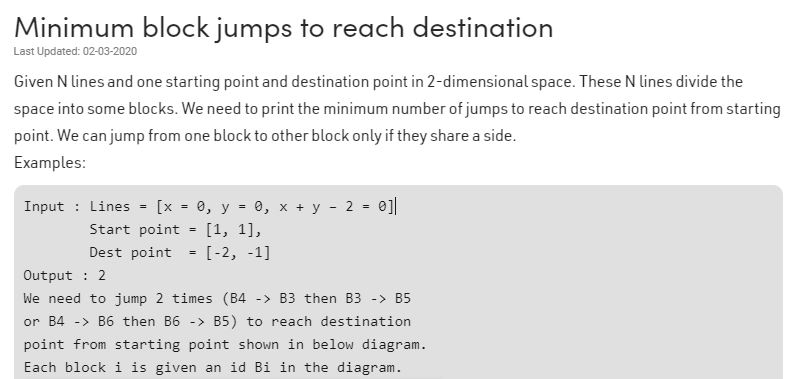 Minimum block jumps to reach destination
Last Updated: 02-03-2020
Given N lines and one starting point and destination point in 2-dimensional space. These N lines divide the
space into some blocks. We need to print the minimum number of jumps to reach destination point from starting
point. We can jump from one block to other block only if they share a side.
Examples:
Input : Lines = [x = 0, y = 0, x + y – 2 = 0]
Start point = [1, 1],
Dest point  = [-2, -1]
Output : 2
We need to jump 2 times (B4 -> B3 then B3 -> B5
or B4 -> B6 then B6 -> B5) to reach destination
point from starting point shown in below diagram.
Each block i is given an id Bi in the diagram.